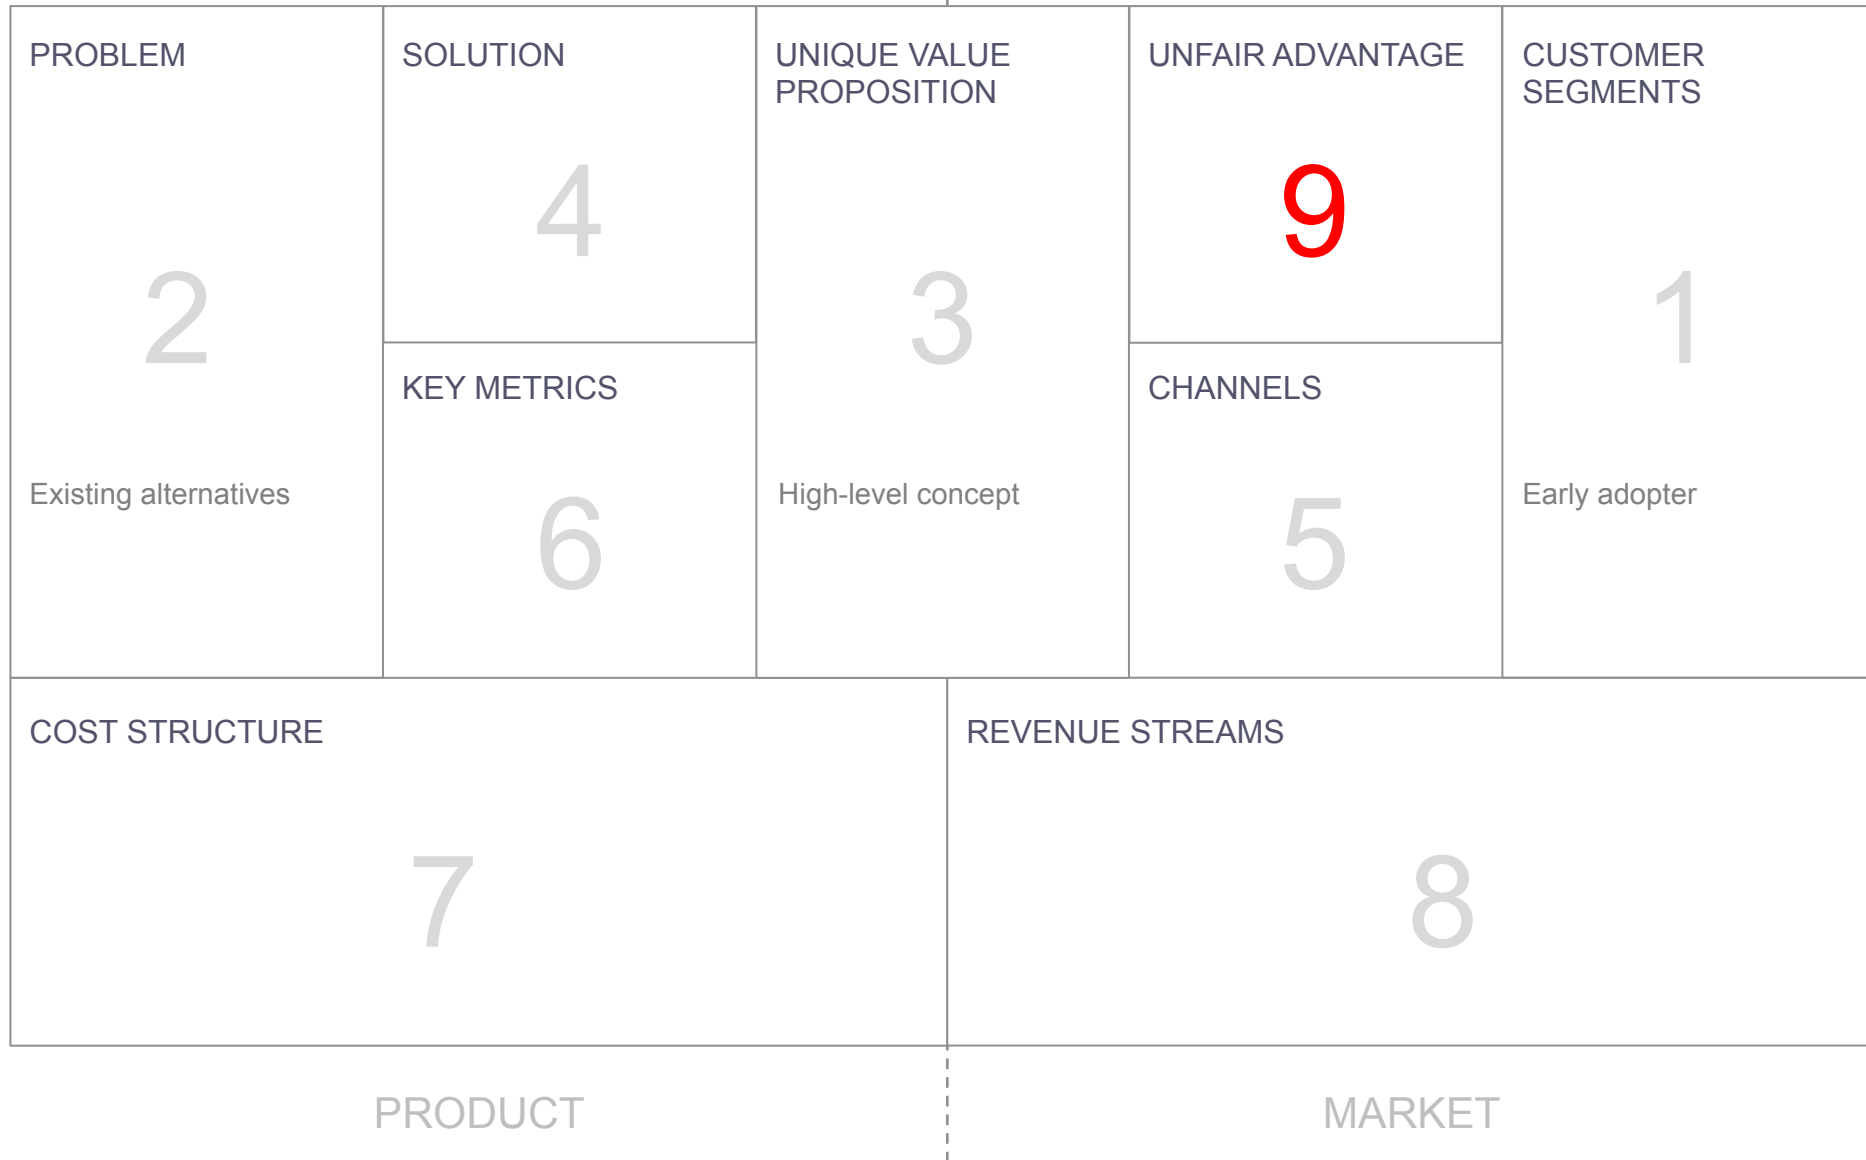 PROBLEM
2
Existing alternatives
SOLUTION
4
KEY METRICS
6
UNIQUE VALUE
PROPOSITION
3
High-level concept
UNFAIR ADVANTAGE
9
CHANNELS
5
CUSTOMER
SEGMENTS
1
Early adopter
COST STRUCTURE
7
REVENUE STREAMS
8
PRODUCT
MARKET